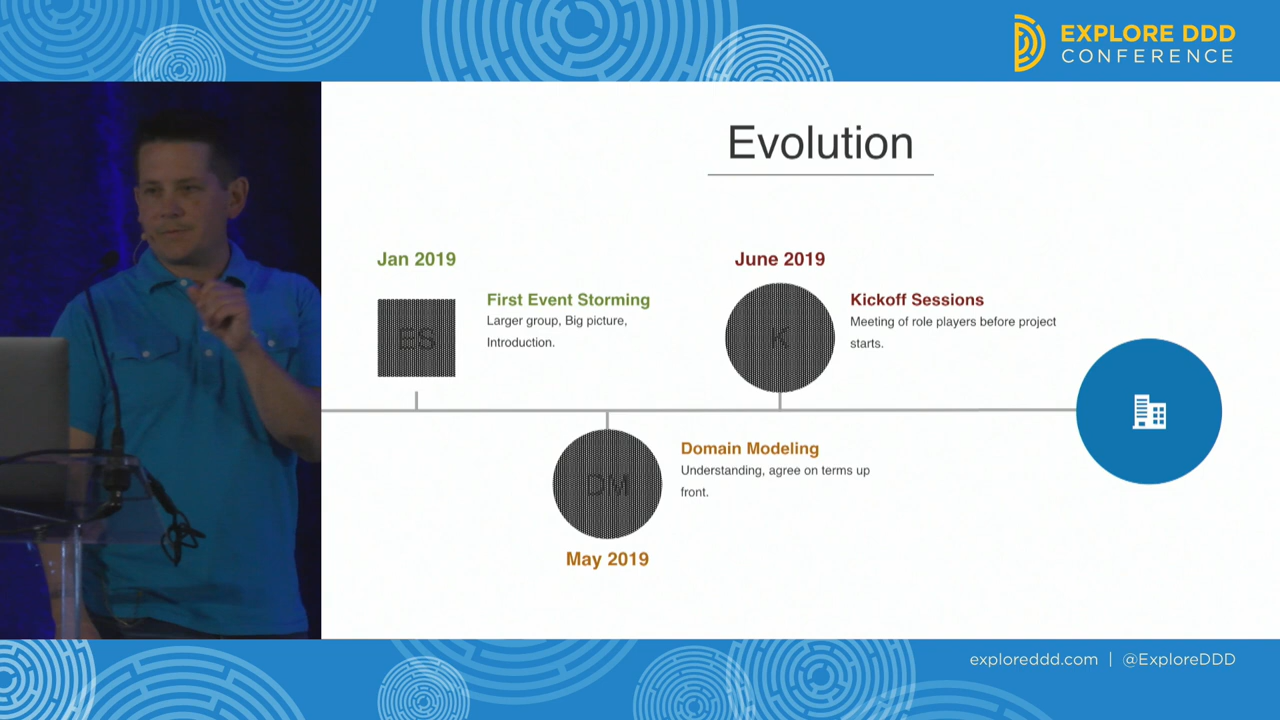 EXPLORE DDD
CONFERENCE
Evolution
Jan 2019
ES
First Event Storming
Larger group, Big picture,
Introduction.
June 2019
K
Kickoff Sessions
Meeting of role players before project
starts.
DM
Domain Modeling
Understanding, agree on terms up
front.
May 2019
exploreddd.com | @ExploreDDD